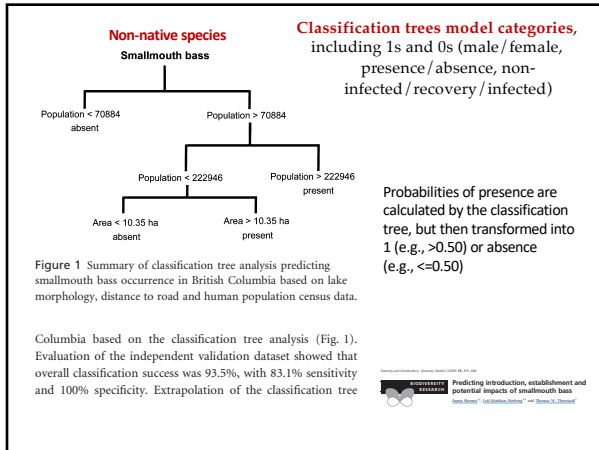 Non-native species
Smallmouth bass
Population < 70884
absent
Population > 70884
Population < 222946
Population > 222946
present
Area < 10.35 ha
absent
Area > 10.35 ha
present
Figure 1 Summary of classification tree analysis predicting
smallmouth bass occurrence in British Columbia based on lake
morphology, distance to road and human population census data.
Columbia based on the classification tree analysis (Fig. 1).
Evaluation of the independent validation dataset showed that
overall classification success was 93.5%, with 83.1% sensitivity
and 100% specificity. Extrapolation of the classification tree
Classification trees model categories,
including 1s and 0s (male/female,
presence/absence, non-
infected/recovery/infected)
Probabilities of presence are
calculated by the classification
tree, but then transformed into
1 (e.g., >0.50) or absence
(e.g., <=0.50)
BIODIVERSITY
RESEARCH
Predicting introduction, establishment and
potential impacts of smallmouth bass